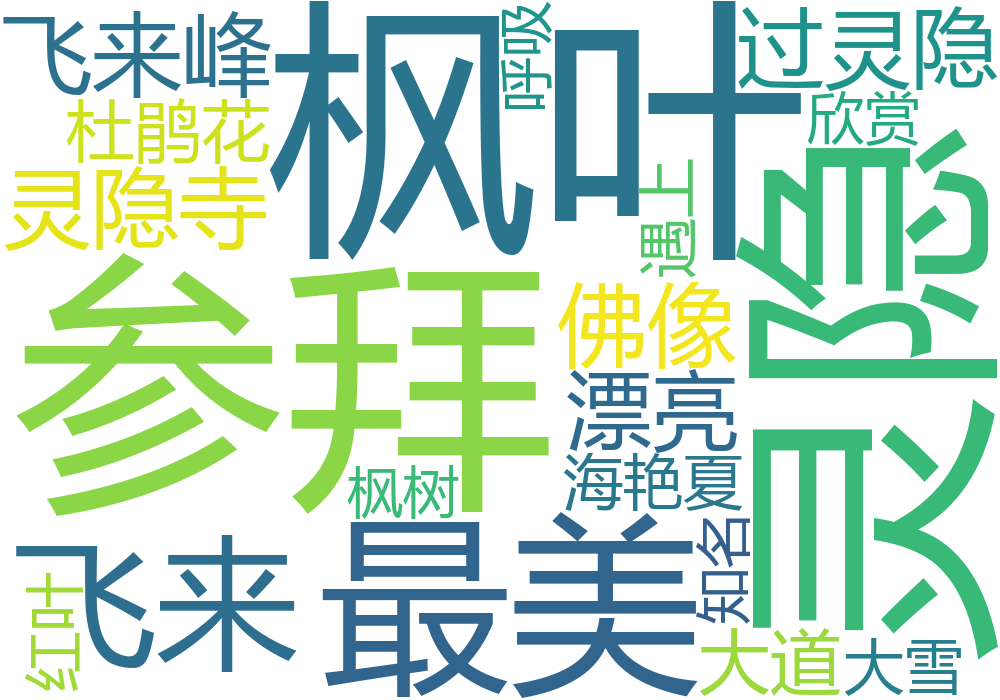 飞来峰
枫叶
呼吸
过灵隐
杜鹃花
欣赏
灵隐寺
遇上
灵隐
参拜
佛像
漂亮
枫树
海艳夏
飞来
最美
知名
红叶
大道
大雪